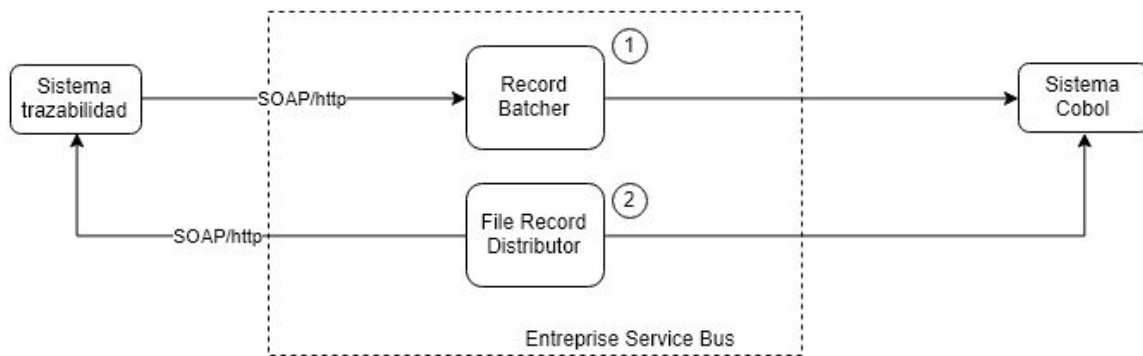 1
Sistema
trazabilidad
SOAP/http
Record
Batcher
Sistema
Cobol
2
SOAP/http
File Record
Distributor
Entreprise Service Bus